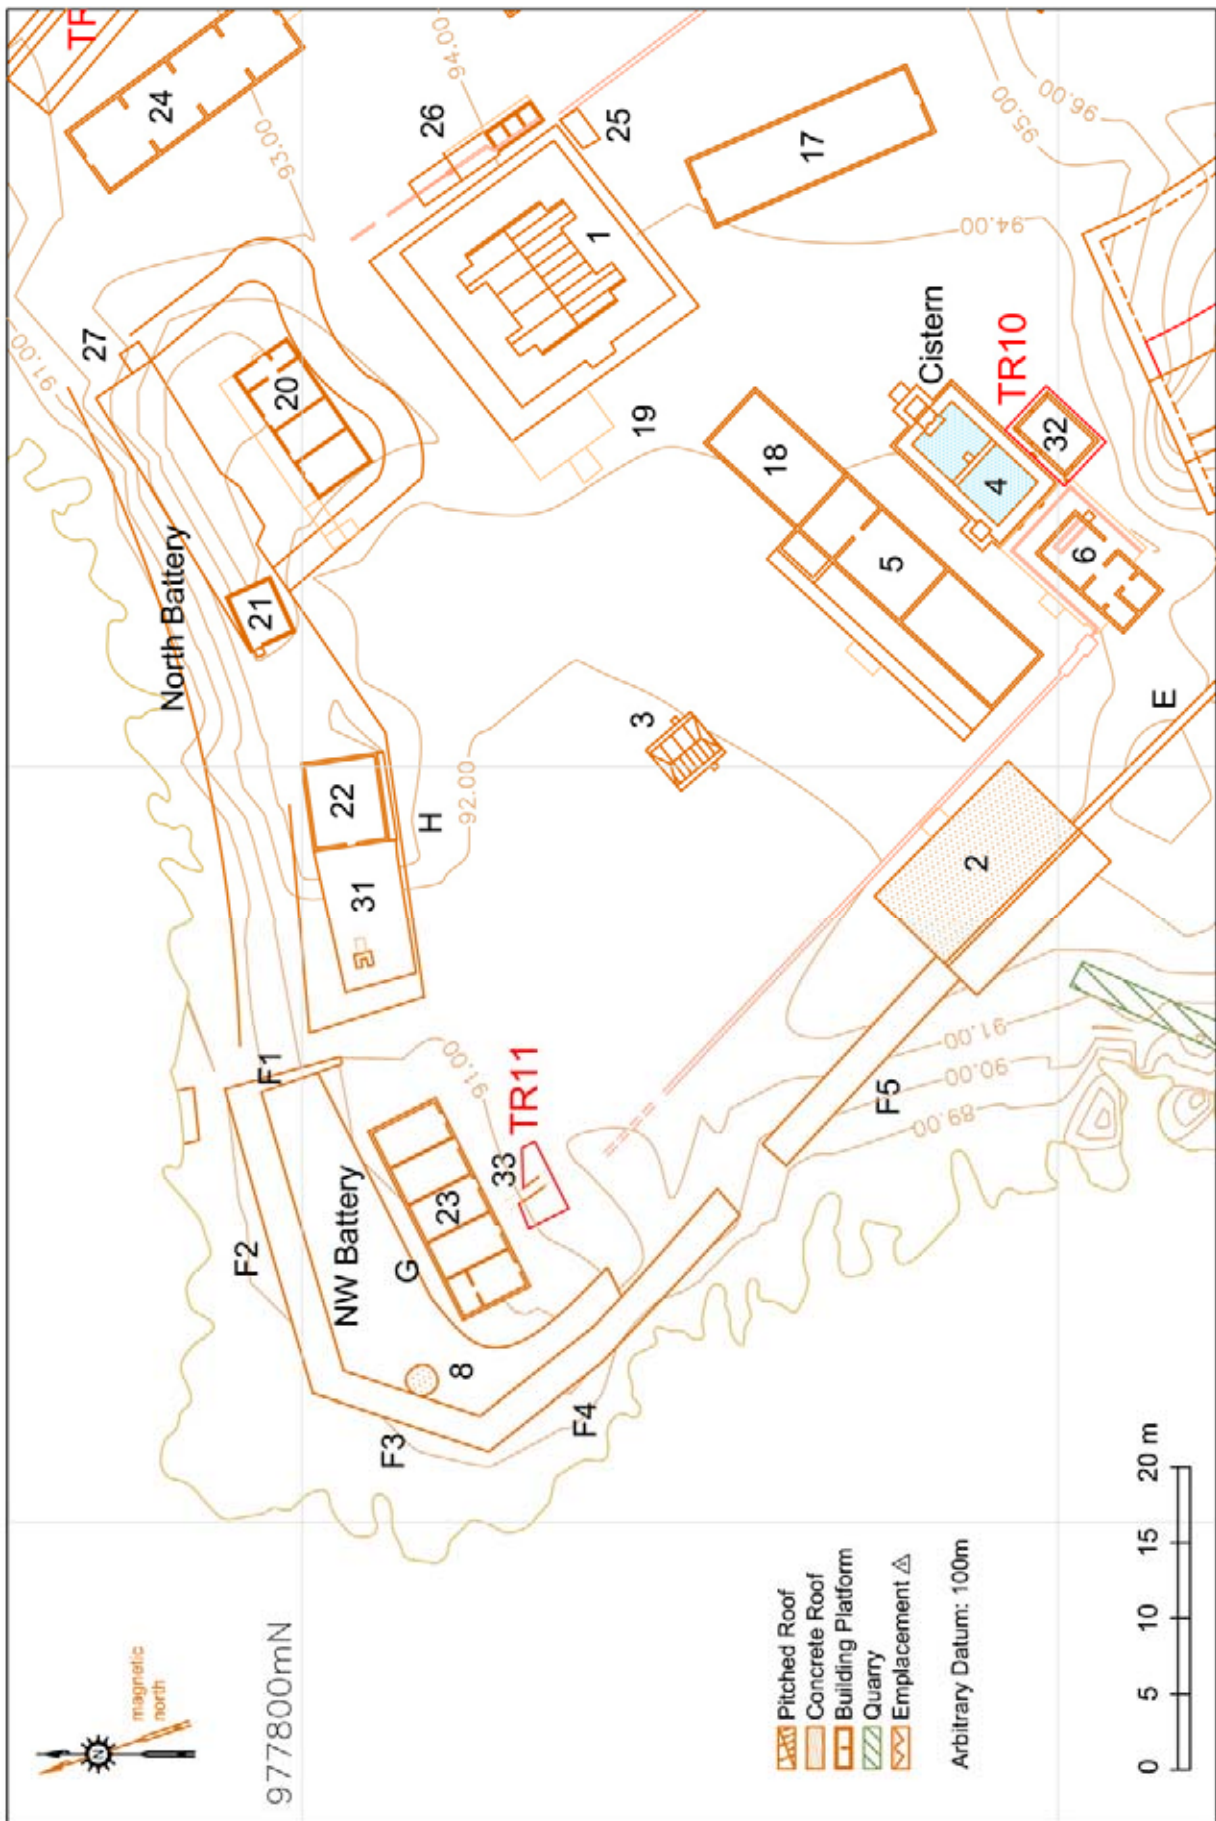 TR
24
93.00
94.00
26
25
17
95.00
96.00
1
94.00
27
91.00
20
19
Cistern
TR10
32
18
4
5
6
North Battery
21
3
E
22
H
92.00
31
2
F1
91.00
TR11
33
F5
91.00
90.00
89.00
F2
NW Battery
23
G
8
F3
F4
N
magnetic
north
977800mN
Pitched Roof
Concrete Roof
Building Platform
Quarry
Emplacement
Arbitrary Datum: 100m
0 5 10 15 20 m